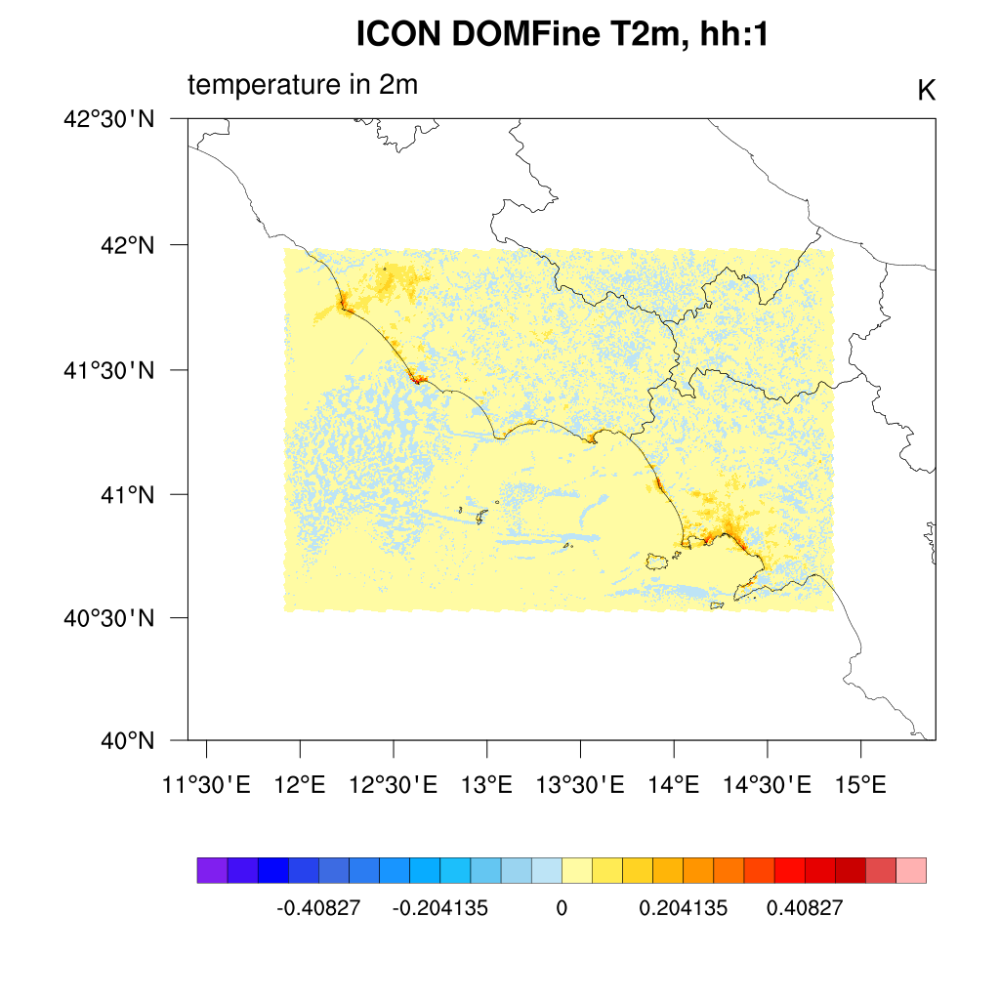 ICON DOMFine T2m, hh:1
temperature in 2m
K
42°30'N
42°N
41°30'N
41°N
40°30'N
40°N
11°30'E 12°E 12°30'E 13°E 13°30'E 14°E 14°30'E 15°E
-0.40827 -0.204135 0 0.204135 0.40827